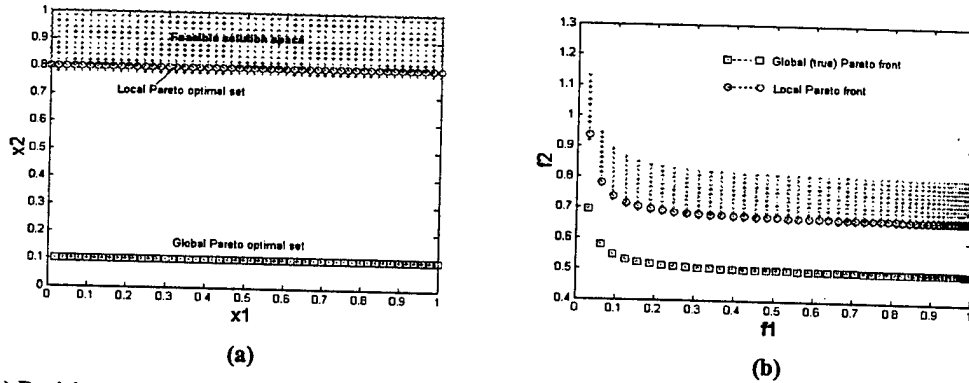 1
0.9
0.8
0.7
0.6
0.5
0.4
0.3
0.2
0.1
0
x2
Feasible solution space
Local Pareto optimal set
Global Pareto optimal set
0 0.1 0.2 0.3 0.4 0.5 0.6 0.7 0.8 0.9 1
x1
(a)
1.3
1.2
1.1
1
0.9
0.8
0.7
0.6
0.5
0.4
f2
Global (true) Pareto front
Local Pareto front
0 0.1 0.2 0.3 0.4 0.5 0.6 0.7 0.8 0.9 1
f1
(b)